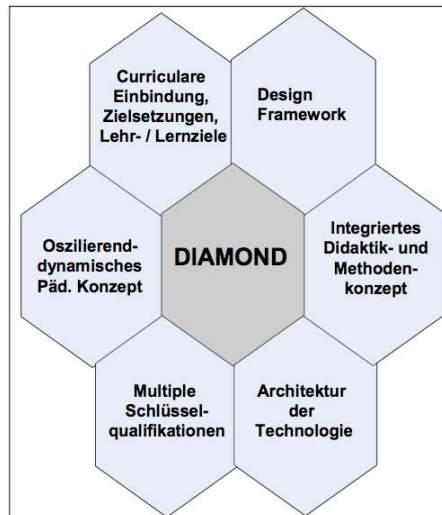 Curriculare
Einbindung,
Zielsetzungen,
Lehr- / Lernziele
Design
Framework
Oszilierend-
dynamisches
Päd. Konzept
DIAMOND
Integriertes
Didaktik- und
Methoden-
konzept
Multiple
Schlüssel-
qualifikationen
Architektur
der
Technologie